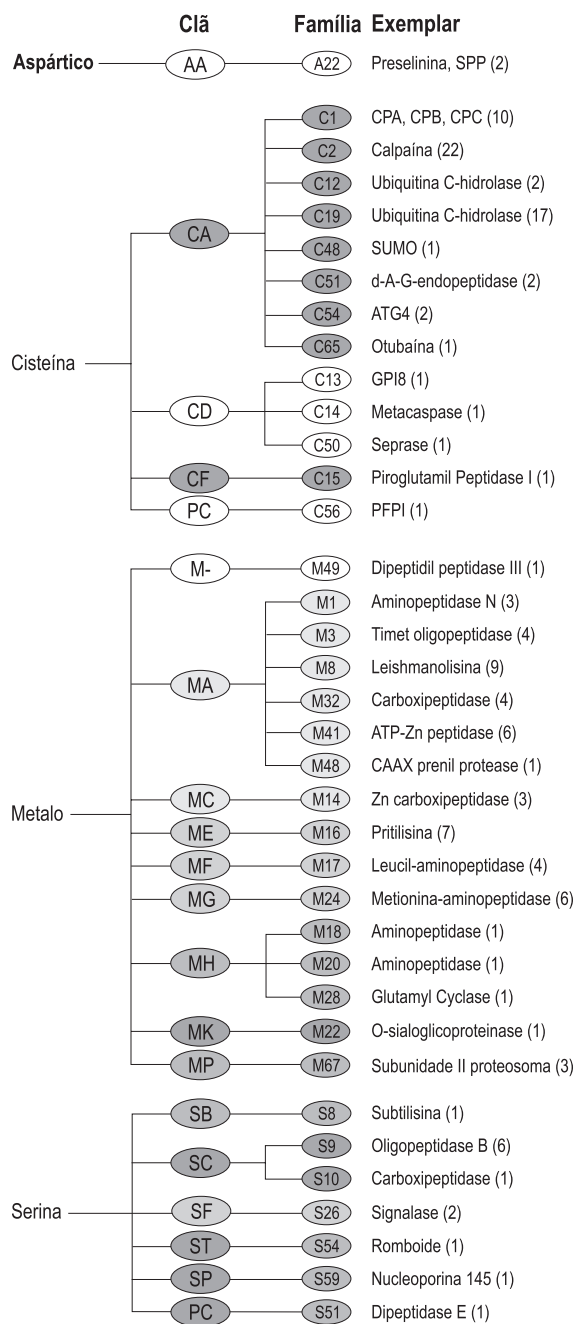 Clã Família Exemplar
Aspártico AA A22 Preselinina, SPP (2)
C1 CPA, CPB, CPC (10)
C2 Calpaína (22)
C12 Ubiquitina C-hidrolase (2)
C19 Ubiquitina C-hidrolase (17)
CA
C48 SUMO (1)
C51 d-A-G-endopeptidase (2)
C54 ATG4 (2)
C65 Otubaína (1)
Cisteína
C13 GPI8 (1)
CD C14 Metacaspase (1)
C50 Seprase (1)
CF C15 Piroglutamil Peptidase I (1)
PC C56 PFPI (1)
M- M49 Dipeptidil peptidase III (1)
M1 Aminopeptidase N (3)
M3 Timet oligopeptidase (4)
M8 Leishmanolisina (9)
MA
M32 Carboxipeptidase (4)
M41 ATP-Zn peptidase (6)
M48 CAAX prenil protease (1)
MC M14 Zn carboxipeptidase (3)
Metalo
ME M16 Pritilisina (7)
MF M17 Leucil-aminopeptidase (4)
MG M24 Metionina-aminopeptidase (6)
M18 Aminopeptidase (1)
MH M20 Aminopeptidase (1)
M28 Glutamyl Cyclase (1)
MK M22 O-sialoglicoproteinase (1)
MP M67 Subunidade II proteosoma (3)
SB S8 Subtilisina (1)
S9 Oligopeptidase B (6)
SC
S10 Carboxipeptidase (1)
Serina SF S26 Signalase (2)
ST S54 Romboide (1)
SP S59 Nucleoporina 145 (1)
PC S51 Dipeptidase E (1)